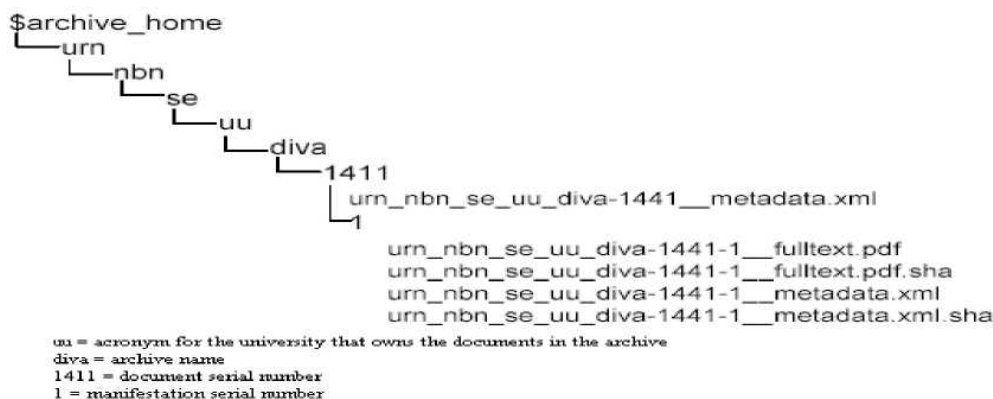 $archive_home
urn
nbn
se
uu
diva
1411
urn_nbn_se_uu_diva-1441__metadata.xml
1
urn_nbn_se_uu_diva-1441-1__fulltext.pdf
urn_nbn_se_uu_diva-1441-1__fulltext.pdf.sha
urn_nbn_se_uu_diva-1441-1__metadata.xml
urn_nbn_se_uu_diva-1441-1__metadata.xml.sha
uu = acronym for the university that owns the documents in the archive
diva = archive name
1411 = document serial number
1 = manifestation serial number